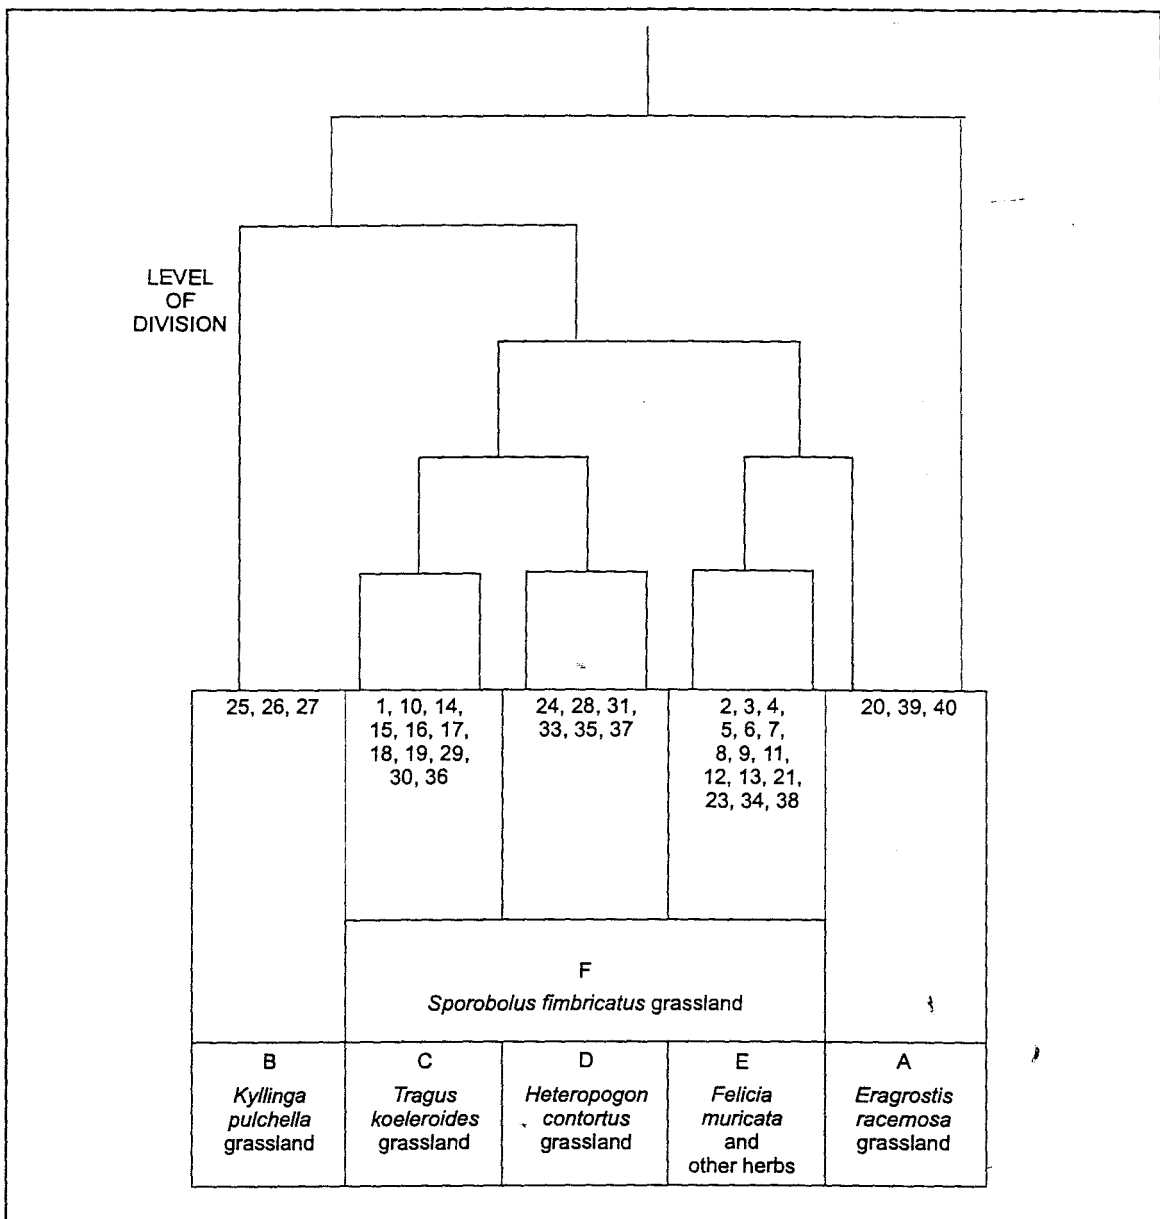 LEVEL
OF
DIVISION
25, 26, 27
1, 10, 14,
15, 16, 17,
18, 19, 29,
30, 36
24, 28, 31,
33, 35, 37
2, 3, 4,
5, 6, 7,
8, 9, 11,
12, 13, 21,
23, 34, 38
20, 39, 40
F
Sporobolus fimbricatus grassland
B
Kyllinga
pulchella
grassland
C
Tragus
koeleroides
grassland
D
Heteropogon
contortus
grassland
E
Felicia
muricata
and
other herbs
A
Eragrostis
racemosa
grassland